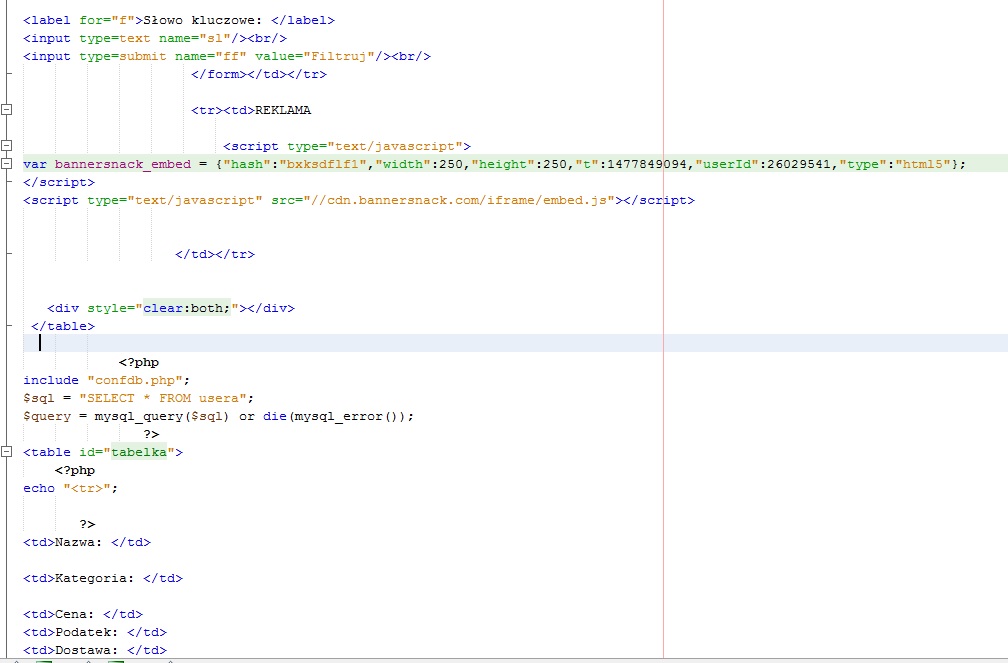 <label for="f">Słowo kluczowe: </label>
<input type=text name="sl"/><br/>
<input type=submit name="ff" value="Filtruj"/><br/>
</form></td></tr>
<tr><td>REKLAMA
<script type="text/javascript">
var bannersnack_embed = {"hash":"bxksdflf1","width":250,"height":250,"t":1477849094,"userId":26029541,"type":"html5"};
</script>
<script type="text/javascript" src="//cdn.bannersnack.com/iframe/embed.js"></script>
</td></tr>
<div style="clear:both;"></div>
</table>
<?php
include "confdb.php";
$sql = "SELECT * FROM usera";
$query = mysql_query($sql) or die(mysql_error());
?>
<table id="tabelka">
<?php
echo "<tr>";
?>
<td>Nazwa: </td>
<td>Kategoria: </td>
<td>Cena: </td>
<td>Podatek: </td>
<td>Dostawa: </td>